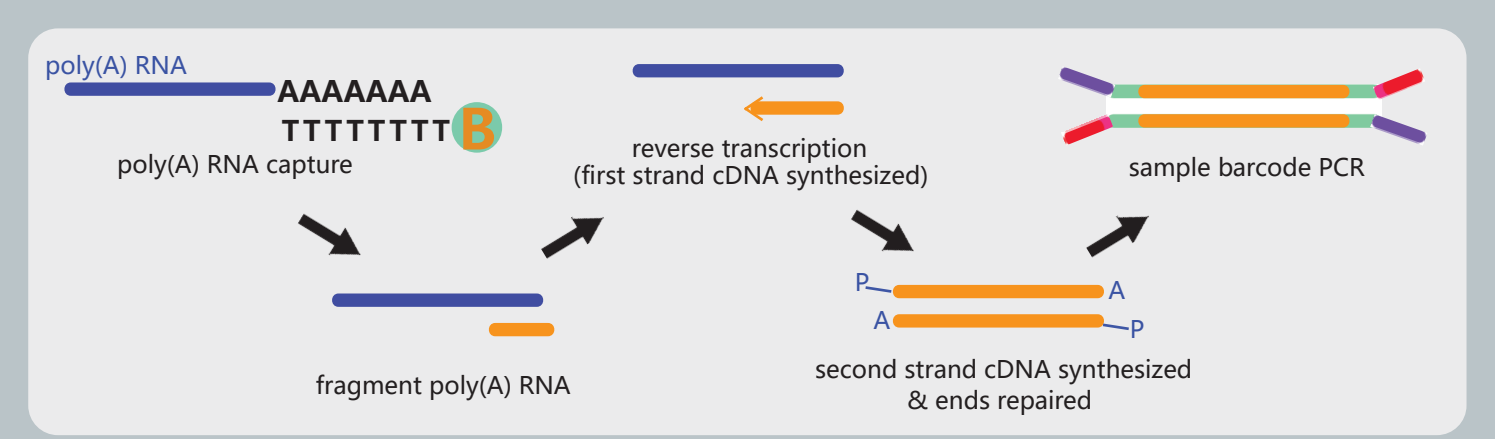 poly(A) RNA
AAAAAAA
TTTTTTTT B
poly(A) RNA capture
fragment poly(A) RNA
reverse transcription
(first strand cDNA synthesized)
P A
A P
second strand cDNA synthesized
& ends repaired
sample barcode PCR